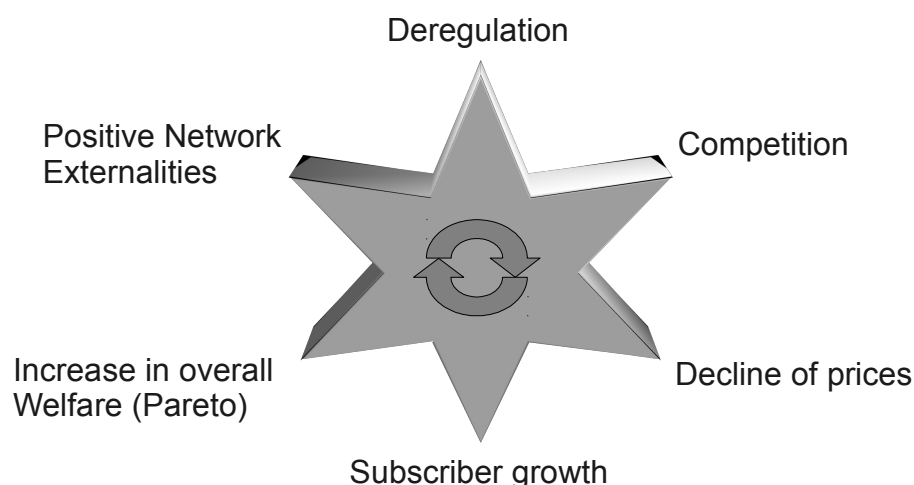 Deregulation
Positive Network
Externalities
Competition
Increase in overall
Welfare (Pareto)
Decline of prices
Subscriber growth